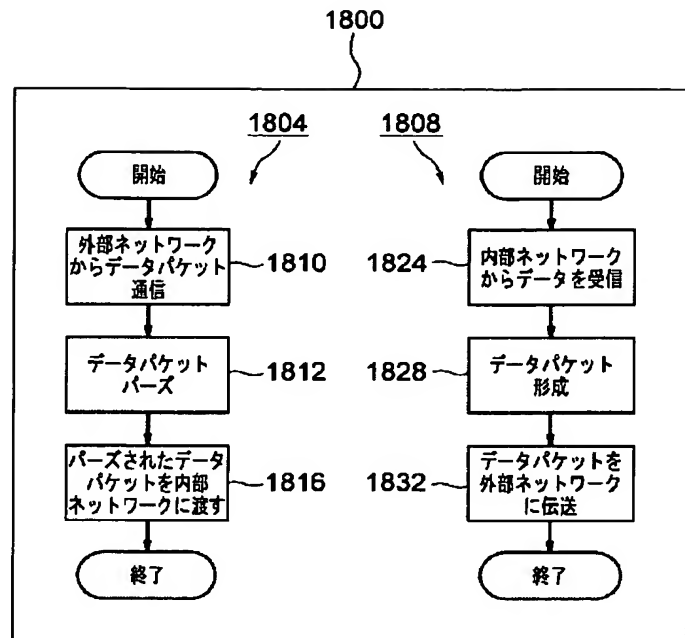 1800
1804
開始
外部ネットワーク
からデータパケット
通信
1810
データパケット
パーズ
1812
パーズされたデータ
パケットを内部
ネットワークに渡す
1816
終了
1808
開始
1824
内部ネットワーク
からデータを受信
1828
データパケット
形成
1832
データパケットを
外部ネットワーク
に伝送
終了